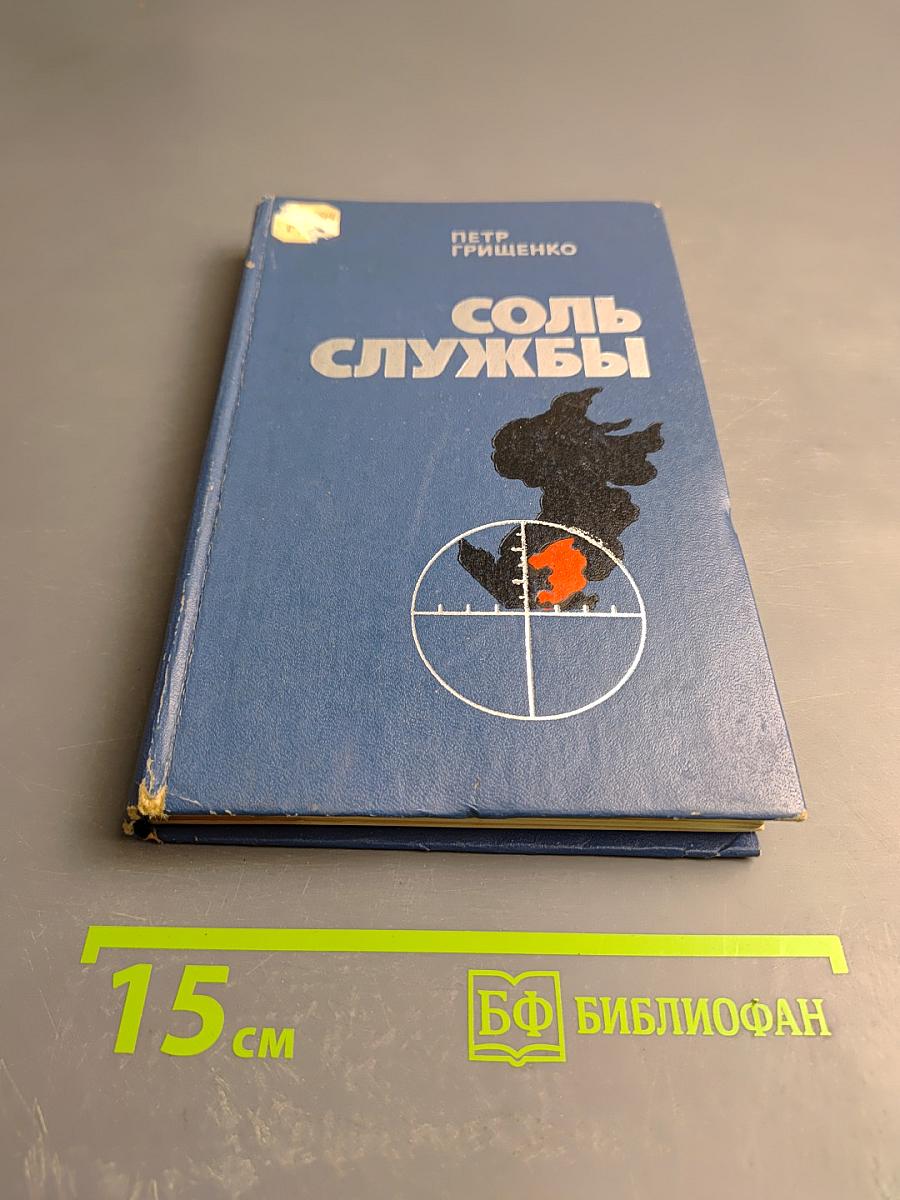 ПЕТР
ГРИЩЕНКО
СОЛЬ
СЛУЖБЫ
15 см
БФ БИБЛИОФАН